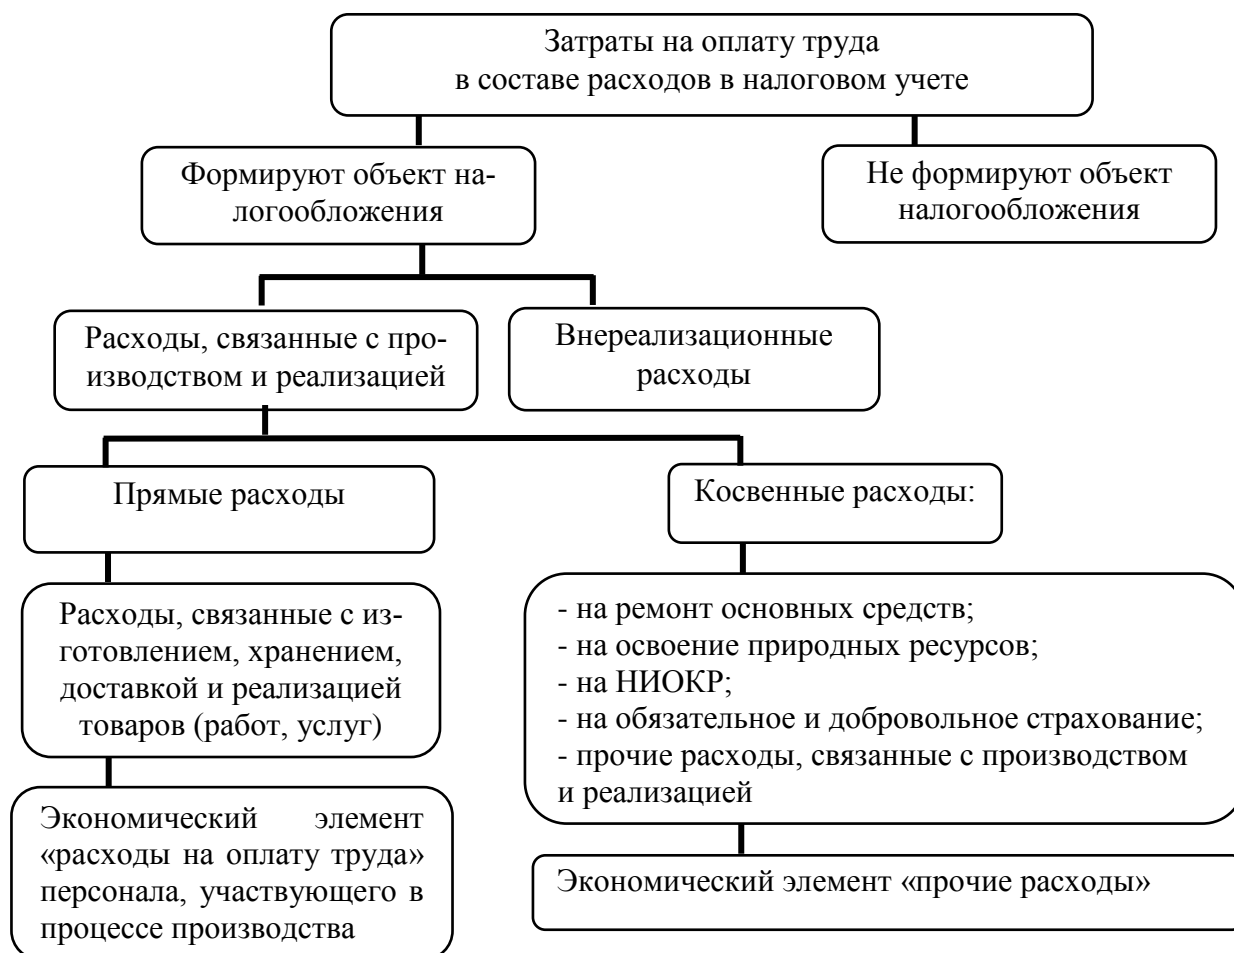 Затраты на оплату труда
в составе расходов в налоговом учете
Формируют объект на-
логообложения
Не формируют объект
налогообложения
Расходы, связанные с про-
изводством и реализацией
Внереализационные
расходы
Прямые расходы
Косвенные расходы:
Расходы, связанные с из-
готовлением, хранением,
доставкой и реализацией
товаров (работ, услуг)
- на ремонт основных средств;
- на освоение природных ресурсов;
- на НИОКР;
- на обязательное и добровольное страхование;
- прочие расходы, связанные с производством
и реализацией
Экономический элемент
«расходы на оплату труда»
персонала, участвующего в
процессе производства
Экономический элемент «прочие расходы»